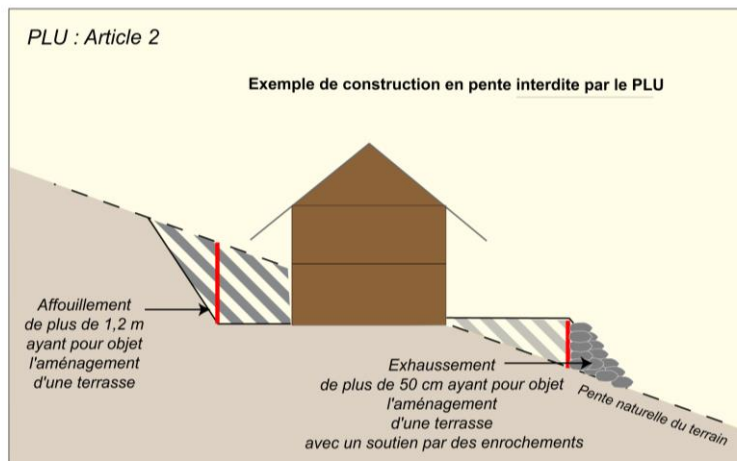 PLU : Article 2
Exemple de construction en pente interdite par le PLU
Affouillement
de plus de 1,2 m
ayant pour objet
l'aménagement
d'une terrasse
Exhaussement
de plus de 50 cm ayant pour objet
l'aménagement
d'une terrasse
avec un soutien par des enrochements
Pente naturelle du terrain